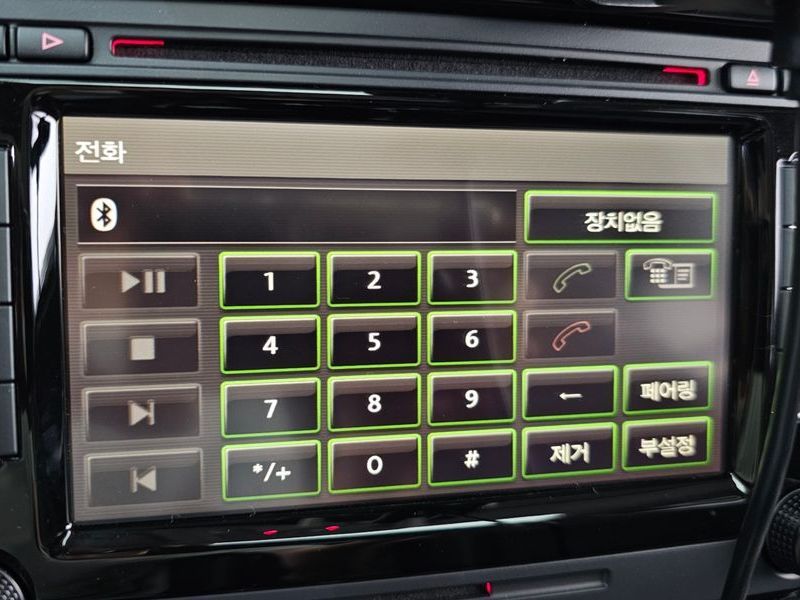 전화
장치없음
1 2 3
4 5 6
7 8 9 ← 페어링
*/+ 0 # 제거 부설정